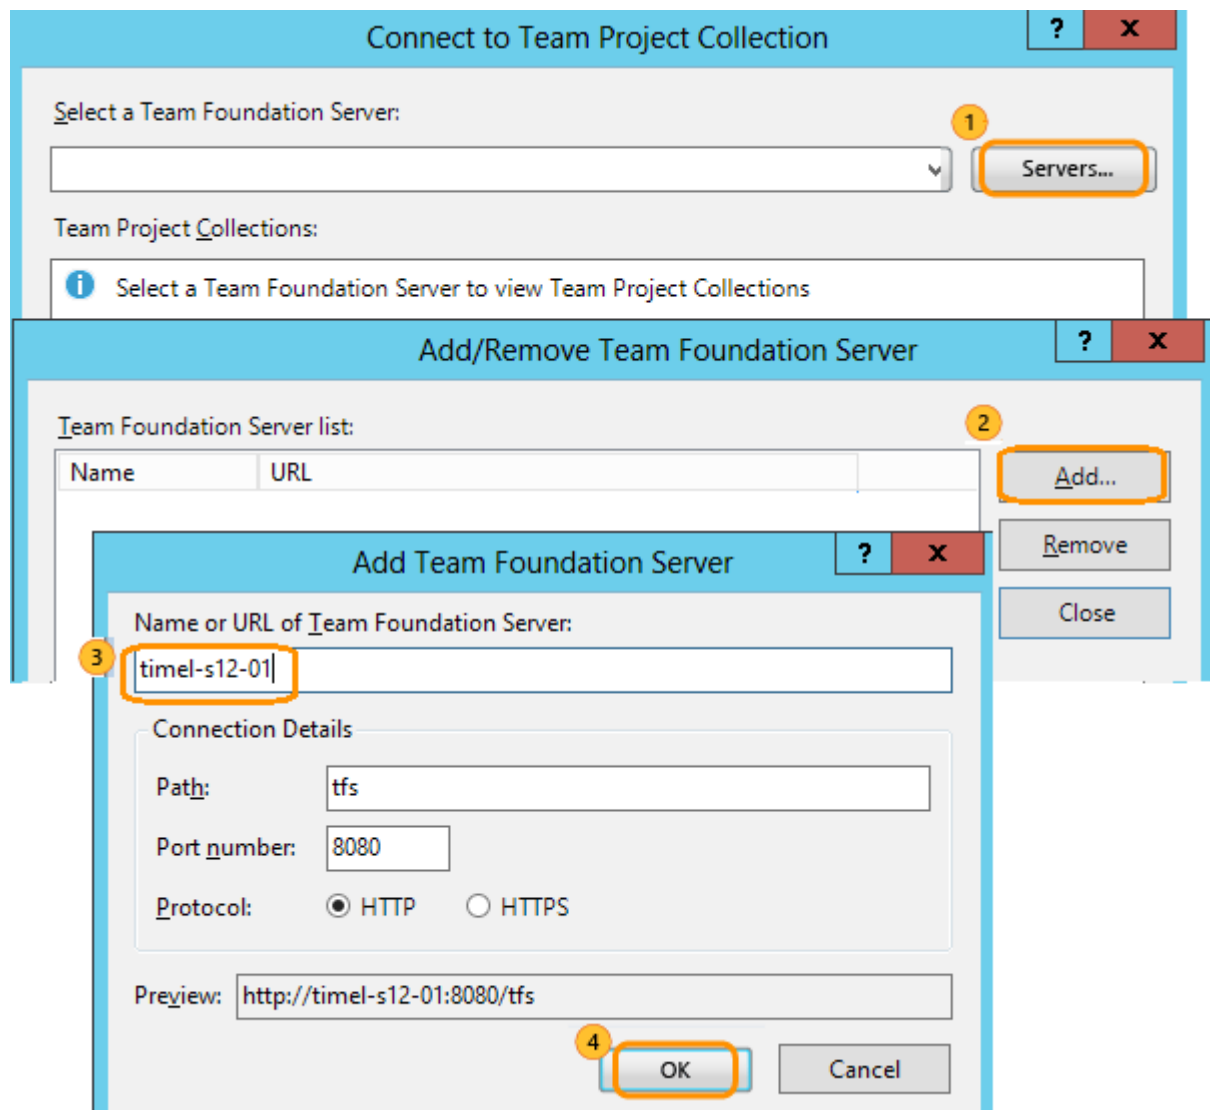 Connect to Team Project Collection
? x
Select a Team Foundation Server:
1
Servers...
Team Project Collections:
i Select a Team Foundation Server to view Team Project Collections
Add/Remove Team Foundation Server
? x
Team Foundation Server list:
2
Name URL
Add...
Remove
Close
Add Team Foundation Server
? x
Name or URL of Team Foundation Server:
3
timel-s12-01
Connection Details
Path: tfs
Port number: 8080
Protocol: HTTP HTTPS
Preview: http://timel-s12-01:8080/tfs
4
OK Cancel